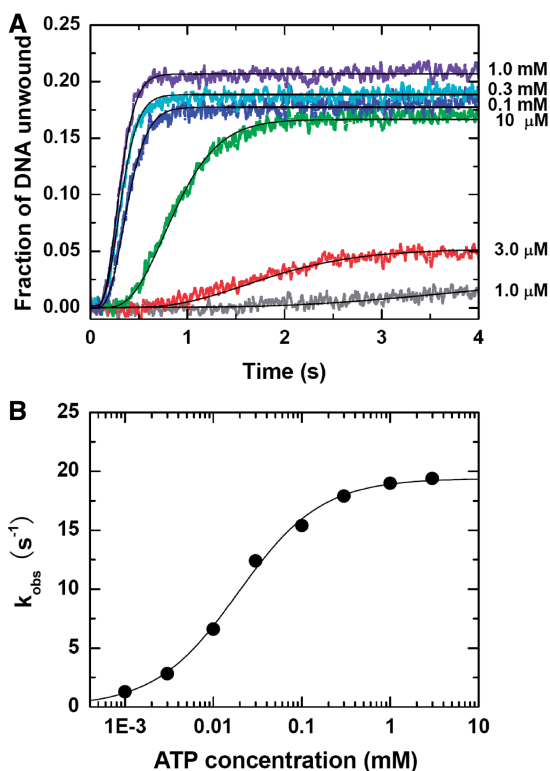 A
0.25
0.20
0.15
0.10
0.05
0.00
Fraction of DNA unwound
1.0 mM
0.3 mM
0.1 mM
10 μM
3.0 μM
1.0 μM
0 1 2 3 4
Time (s)
B
25
20
15
10
5
0
kobs (s-1)
1E-3 0.01 0.1 1 10
ATP concentration (mM)